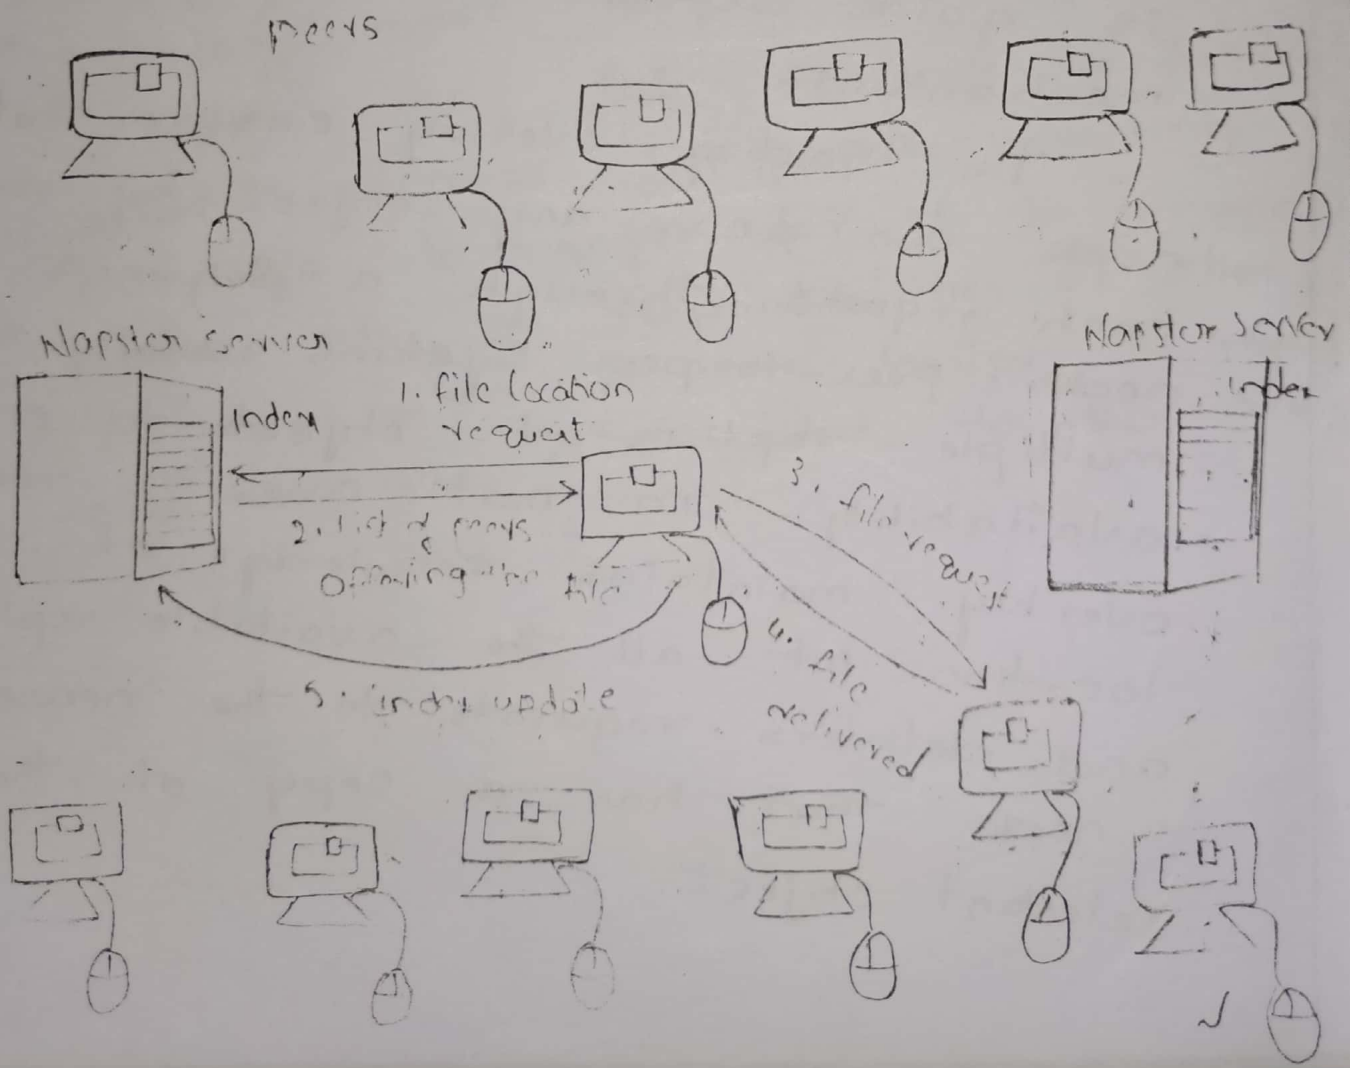 peers
Napster server
Napster server
Index
Index
1. file location
request
2. List of peers
offering the file
3. file request
4. file
delivered
5. index update